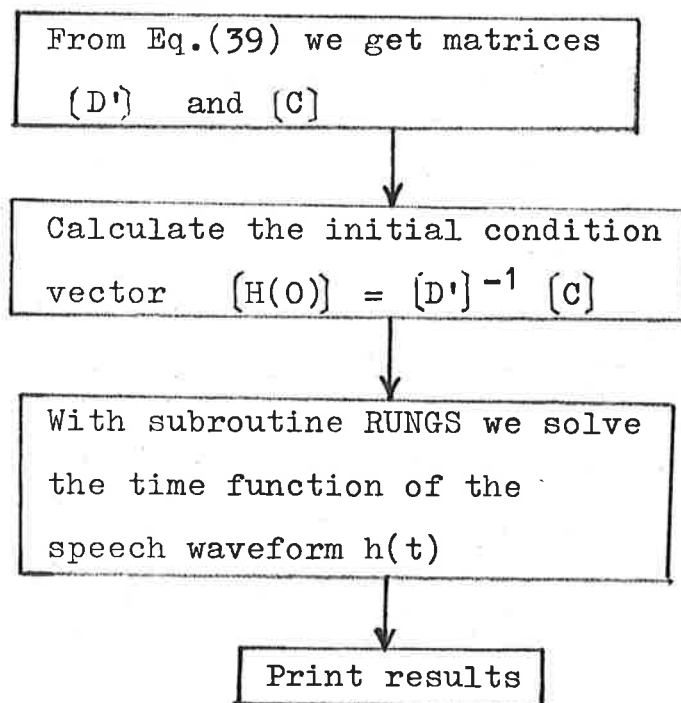 From Eq.(39) we get matrices
[D'] and [C]
Calculate the initial condition
vector [H(0)] = [D']⁻¹ [C]
With subroutine RUNGS we solve
the time function of the
speech waveform h(t)
Print results